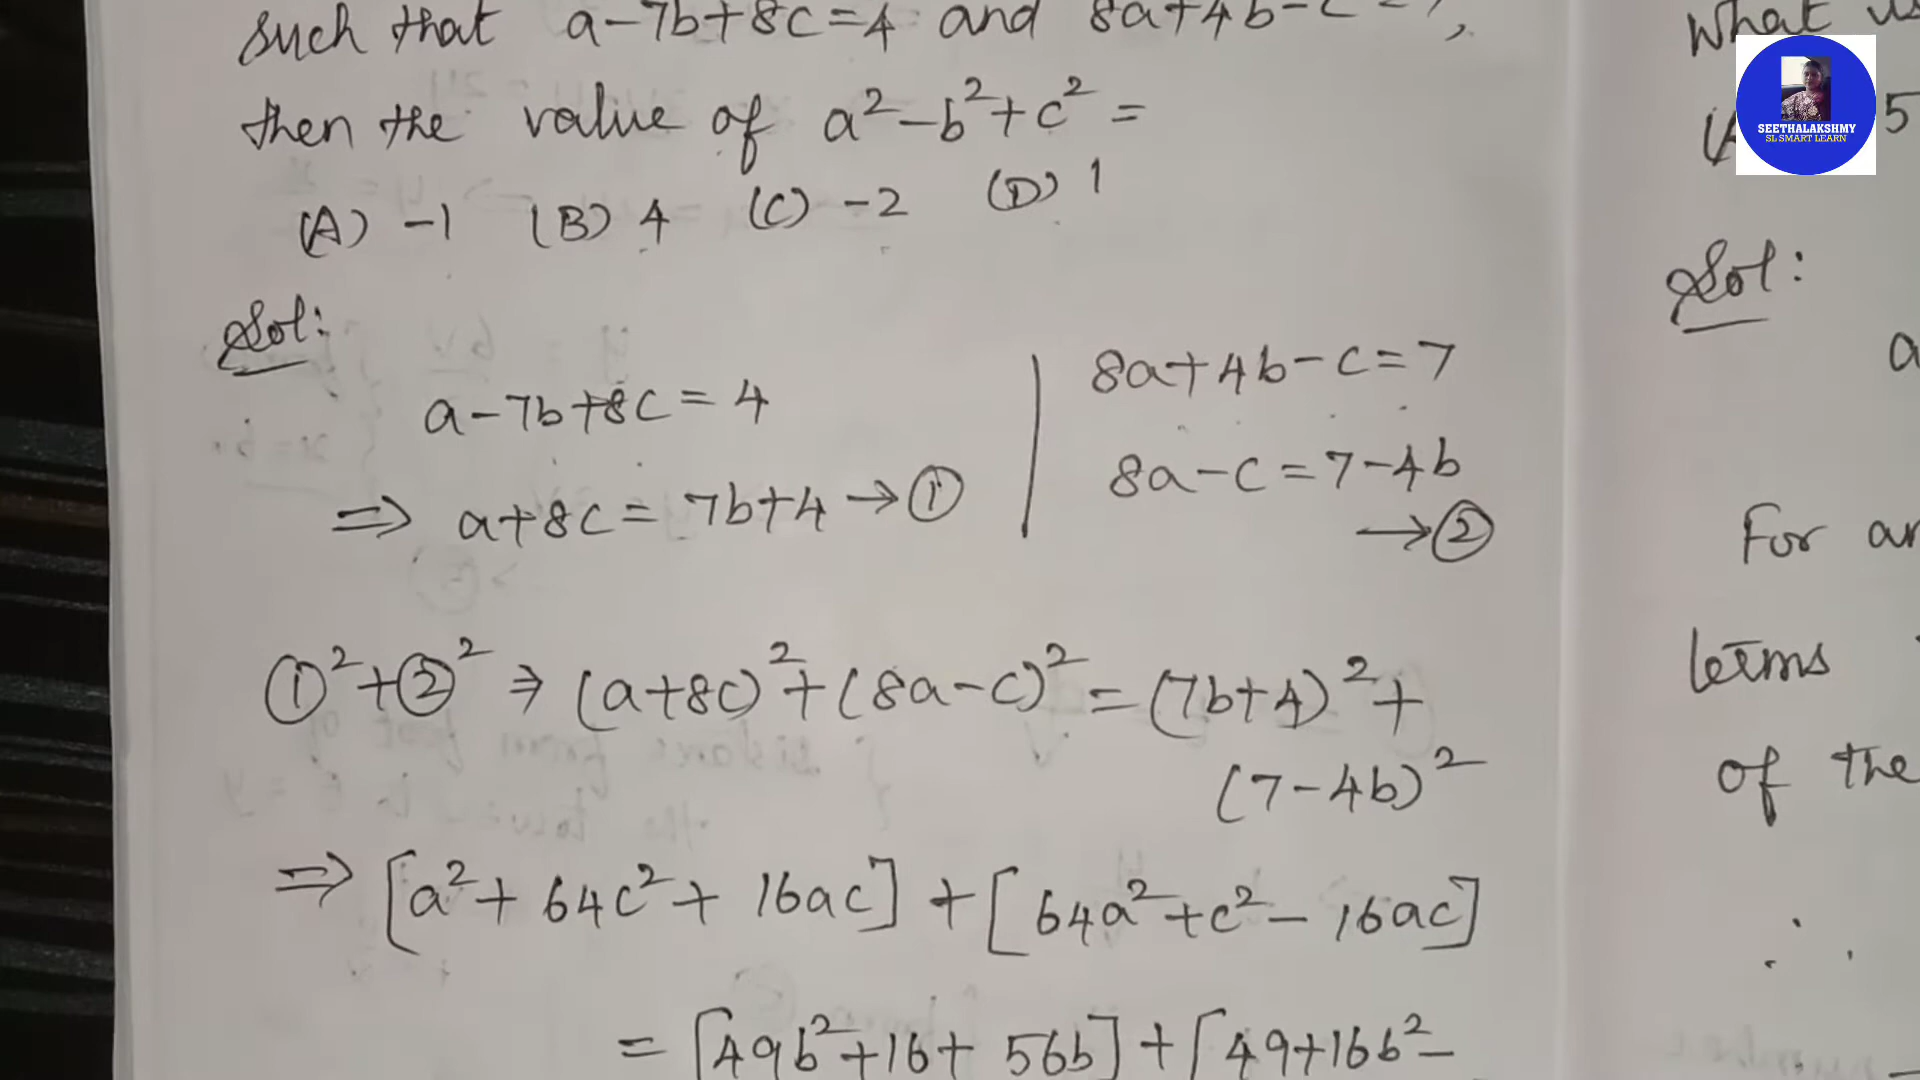 such that a-7b+8c=4 and 8a+4b-c=7,
then the value of a²-b²+c² =
(A) -1 (B) 4 (C) -2 (D) 1
Sol:
a-7b+8c=4
⇒ a+8c=7b+4→①
8a+4b-c=7
8a-c=7-4b
→②
①²+②² ⇒ (a+8c)²+(8a-c)²=(7b+4)²+
(7-4b)²
⇒ [a²+64c²+16ac]+[64a²+c²-16ac]
= [49b²+16+56b]+[49+16b²-
What
5
SEETHALAKSHMY
SL SMART LEARN
Sol:
a
For
terms
of the
∴